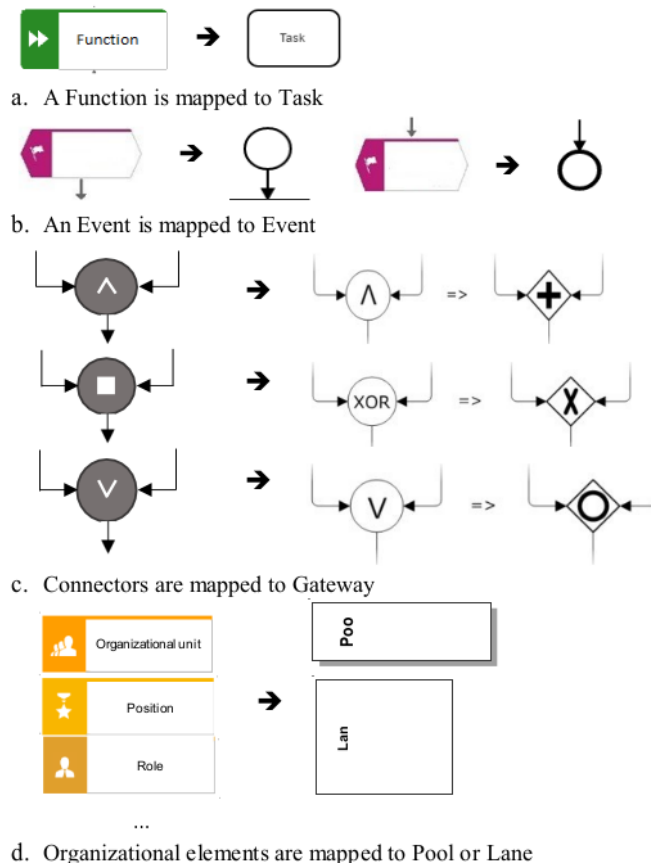 Function Task
a. A Function is mapped to Task
b. An Event is mapped to Event
Λ Λ => +
XOR => X
V V =>
c. Connectors are mapped to Gateway
Organizational unit
Poo
Position
Lan
Role
...
d. Organizational elements are mapped to Pool or Lane